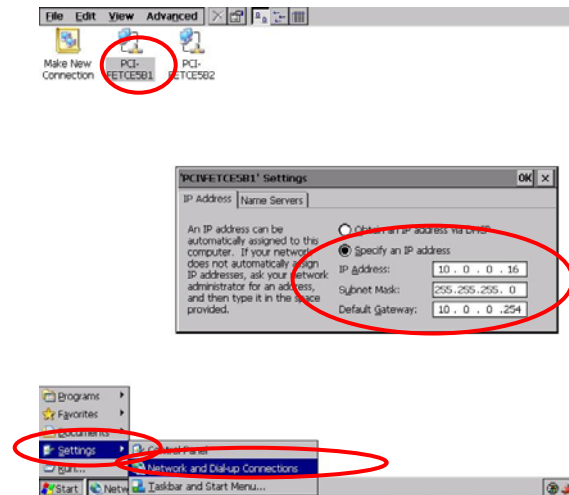 File Edit View Advanced
Make New Connection
PCI-FETCE5B1
PCI-FETCE5B2
'PCI\FETCE5B1' Settings OK ×
IP Address Name Servers
An IP address can be
automatically assigned to this
computer. If your network
does not automatically assign
IP addresses, ask your network
administrator for an address,
and then type it in the space
provided.
Obtain an IP address via DHCP
Specify an IP address
IP Address: 10 . 0 . 0 . 16
Subnet Mask: 255.255.255. 0
Default Gateway: 10 . 0 . 0 .254
Programs
Favorites
Documents
Settings
Run...
Control Panel
Network and Dial-up Connections
Taskbar and Start Menu...
Start Netw